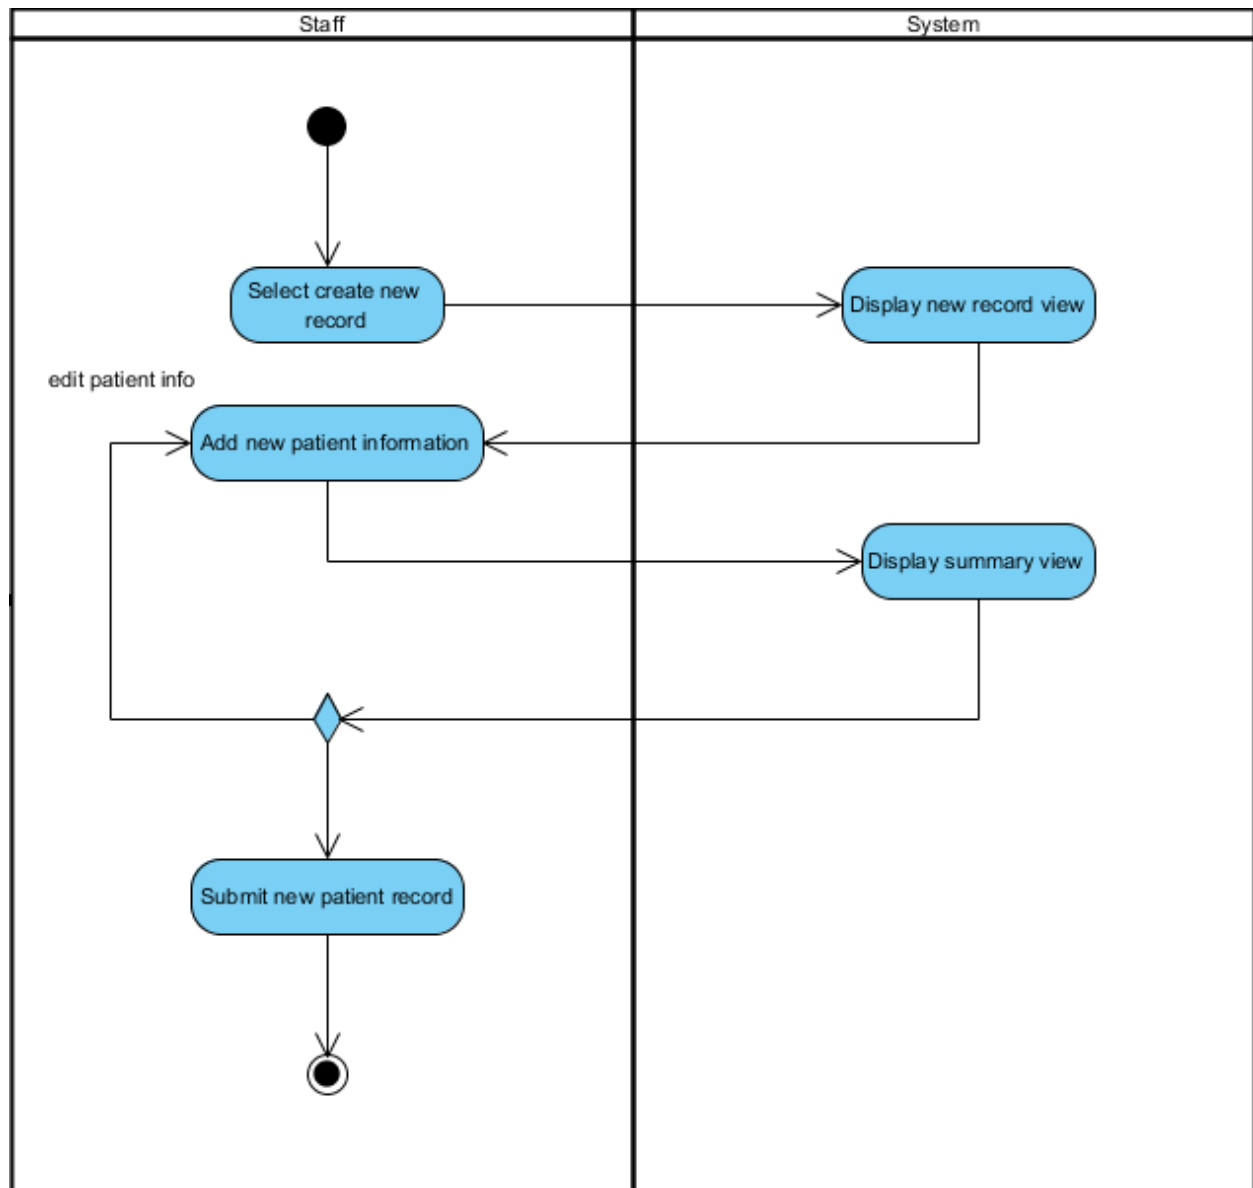 Staff
System
Select create new
record
Display new record view
edit patient info
Add new patient information
Display summary view
Submit new patient record